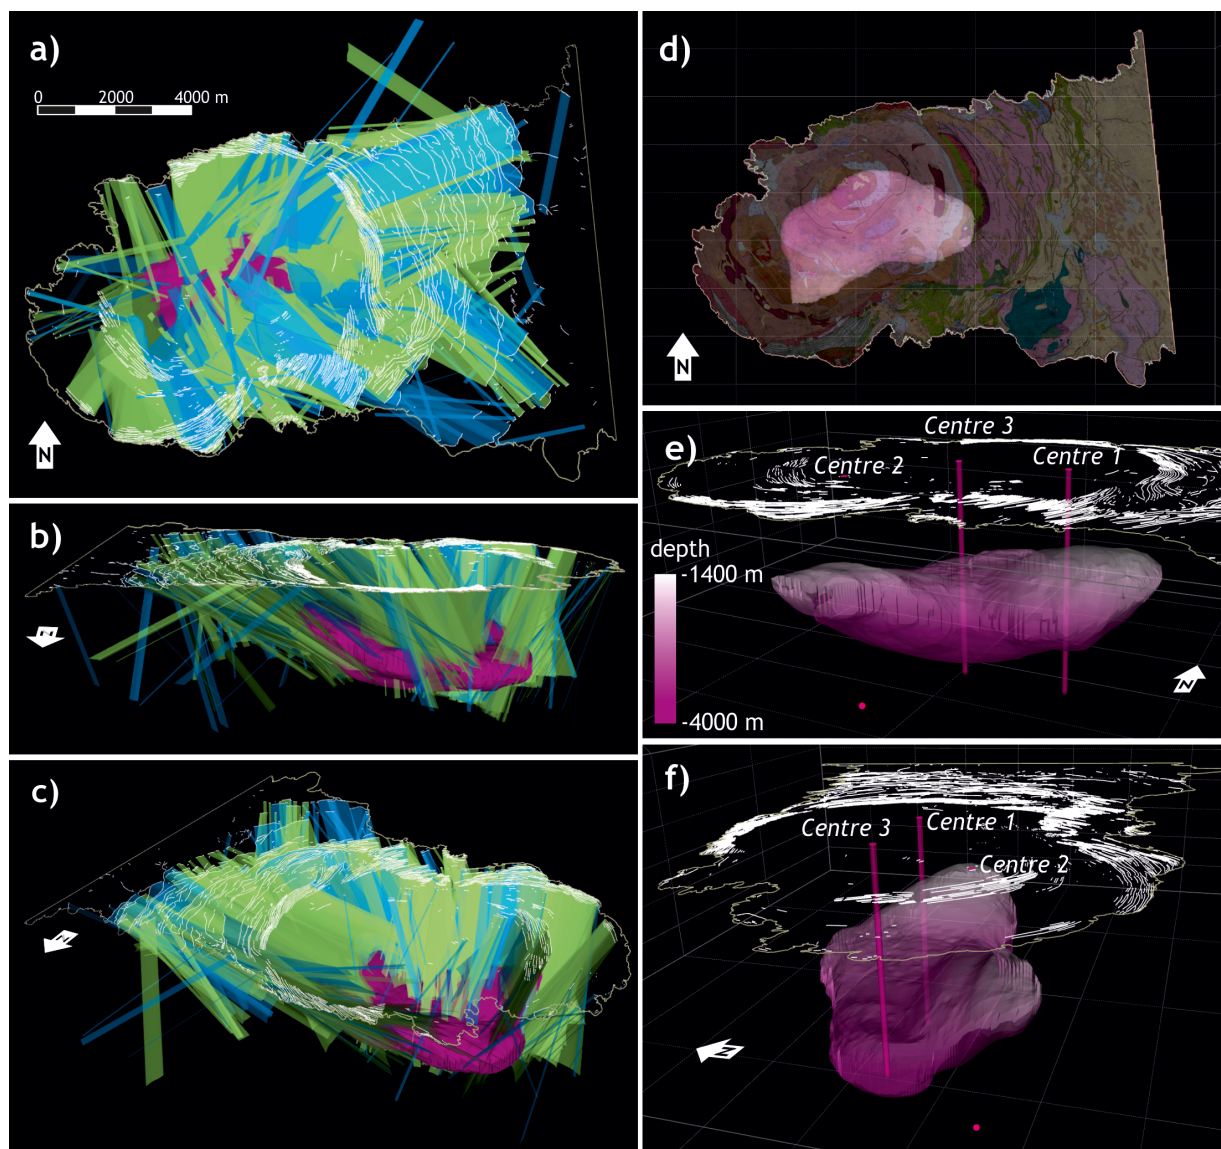 a)
0 2000 4000 m
N
b)
N
c)
N
d)
N
e)
Centre 3
Centre 2
Centre 1
depth
-1400 m
-4000 m
N
f)
Centre 3
Centre 1
Centre 2
N